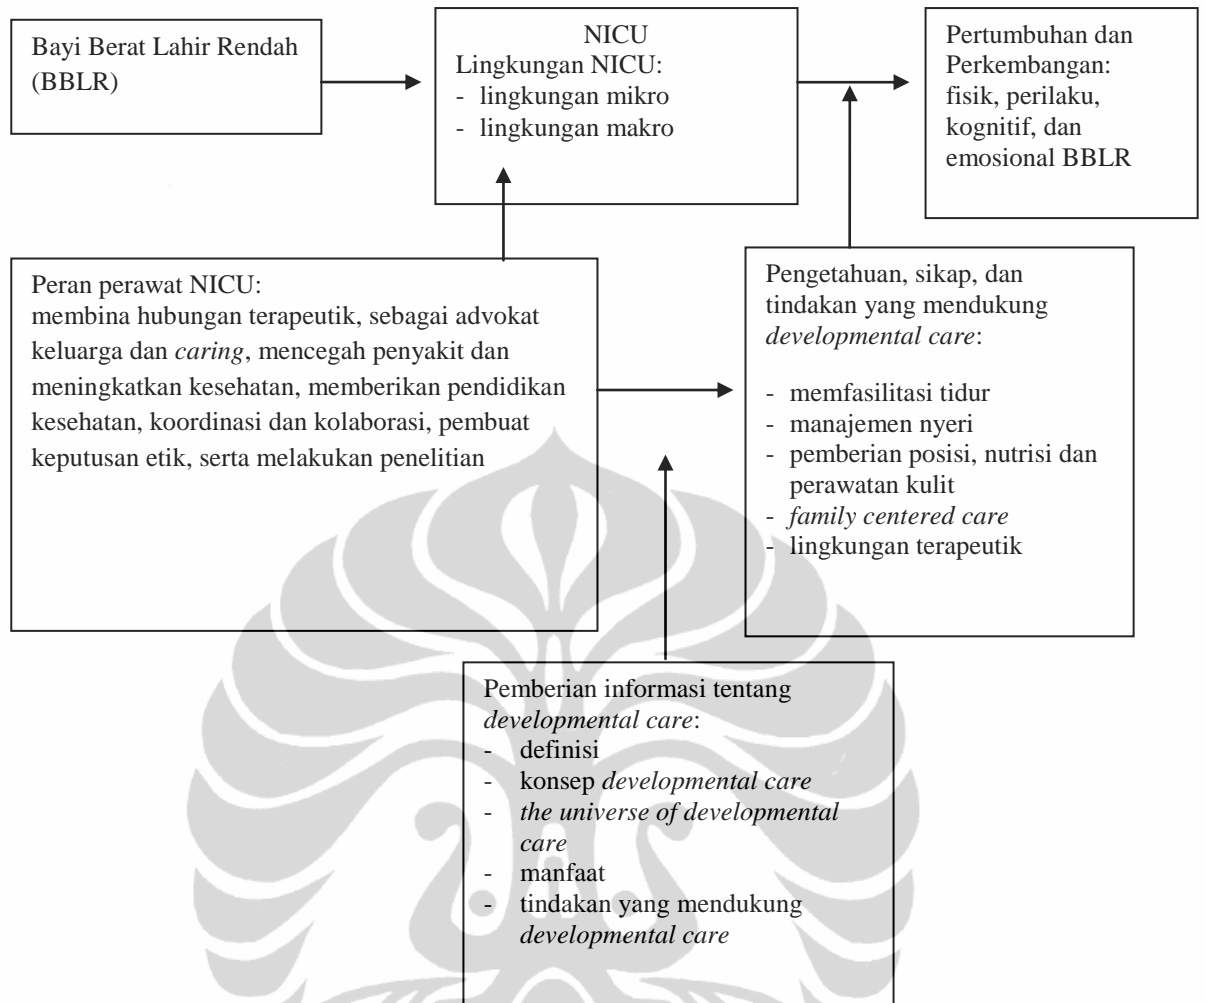 Bayi Berat Lahir Rendah
(BBLR)
NICU
Lingkungan NICU:
- lingkungan mikro
- lingkungan makro
Pertumbuhan dan
Perkembangan:
fisik, perilaku,
kognitif, dan
emosional BBLR
Peran perawat NICU:
membina hubungan terapeutik, sebagai advokat
keluarga dan caring, mencegah penyakit dan
meningkatkan kesehatan, memberikan pendidikan
kesehatan, koordinasi dan kolaborasi, pembuat
keputusan etik, serta melakukan penelitian
Pengetahuan, sikap, dan
tindakan yang mendukung
developmental care:
- memfasilitasi tidur
- manajemen nyeri
- pemberian posisi, nutrisi dan
perawatan kulit
- family centered care
- lingkungan terapeutik
Pemberian informasi tentang
developmental care:
- definisi
- konsep developmental care
- the universe of developmental
care
- manfaat
- tindakan yang mendukung
developmental care